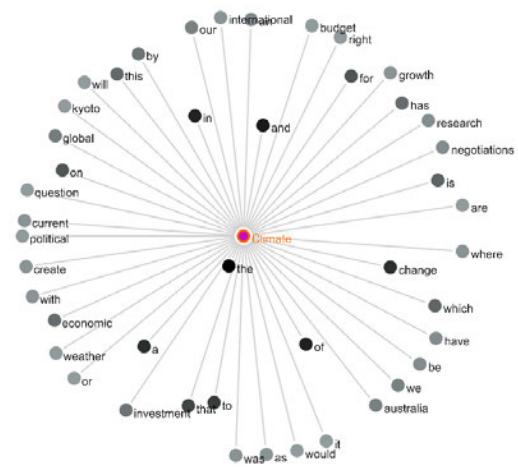 international
our
an
budget
right
by
this
for
growth
will
has
kyoto
in
and
research
global
negotiations
on
is
question
are
current
political
Climate
where
create
the
change
with
which
economic
have
weather
a
of
be
or
we
investment
that
to
australia
it
was
as
would